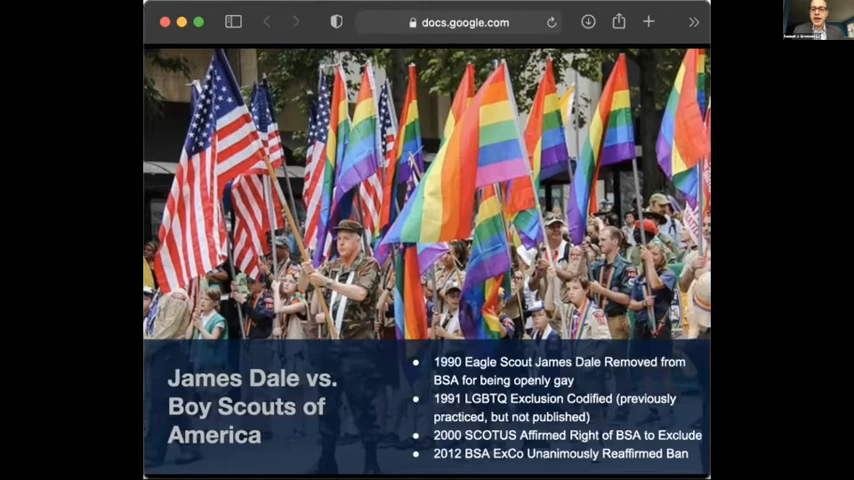 docs.google.com
James Dale vs.
Boy Scouts of
America
• 1990 Eagle Scout James Dale Removed from
BSA for being openly gay
• 1991 LGBTQ Exclusion Codified (previously
practiced, but not published)
• 2000 SCOTUS Affirmed Right of BSA to Exclude
• 2012 BSA ExCo Unanimously Reaffirmed Ban